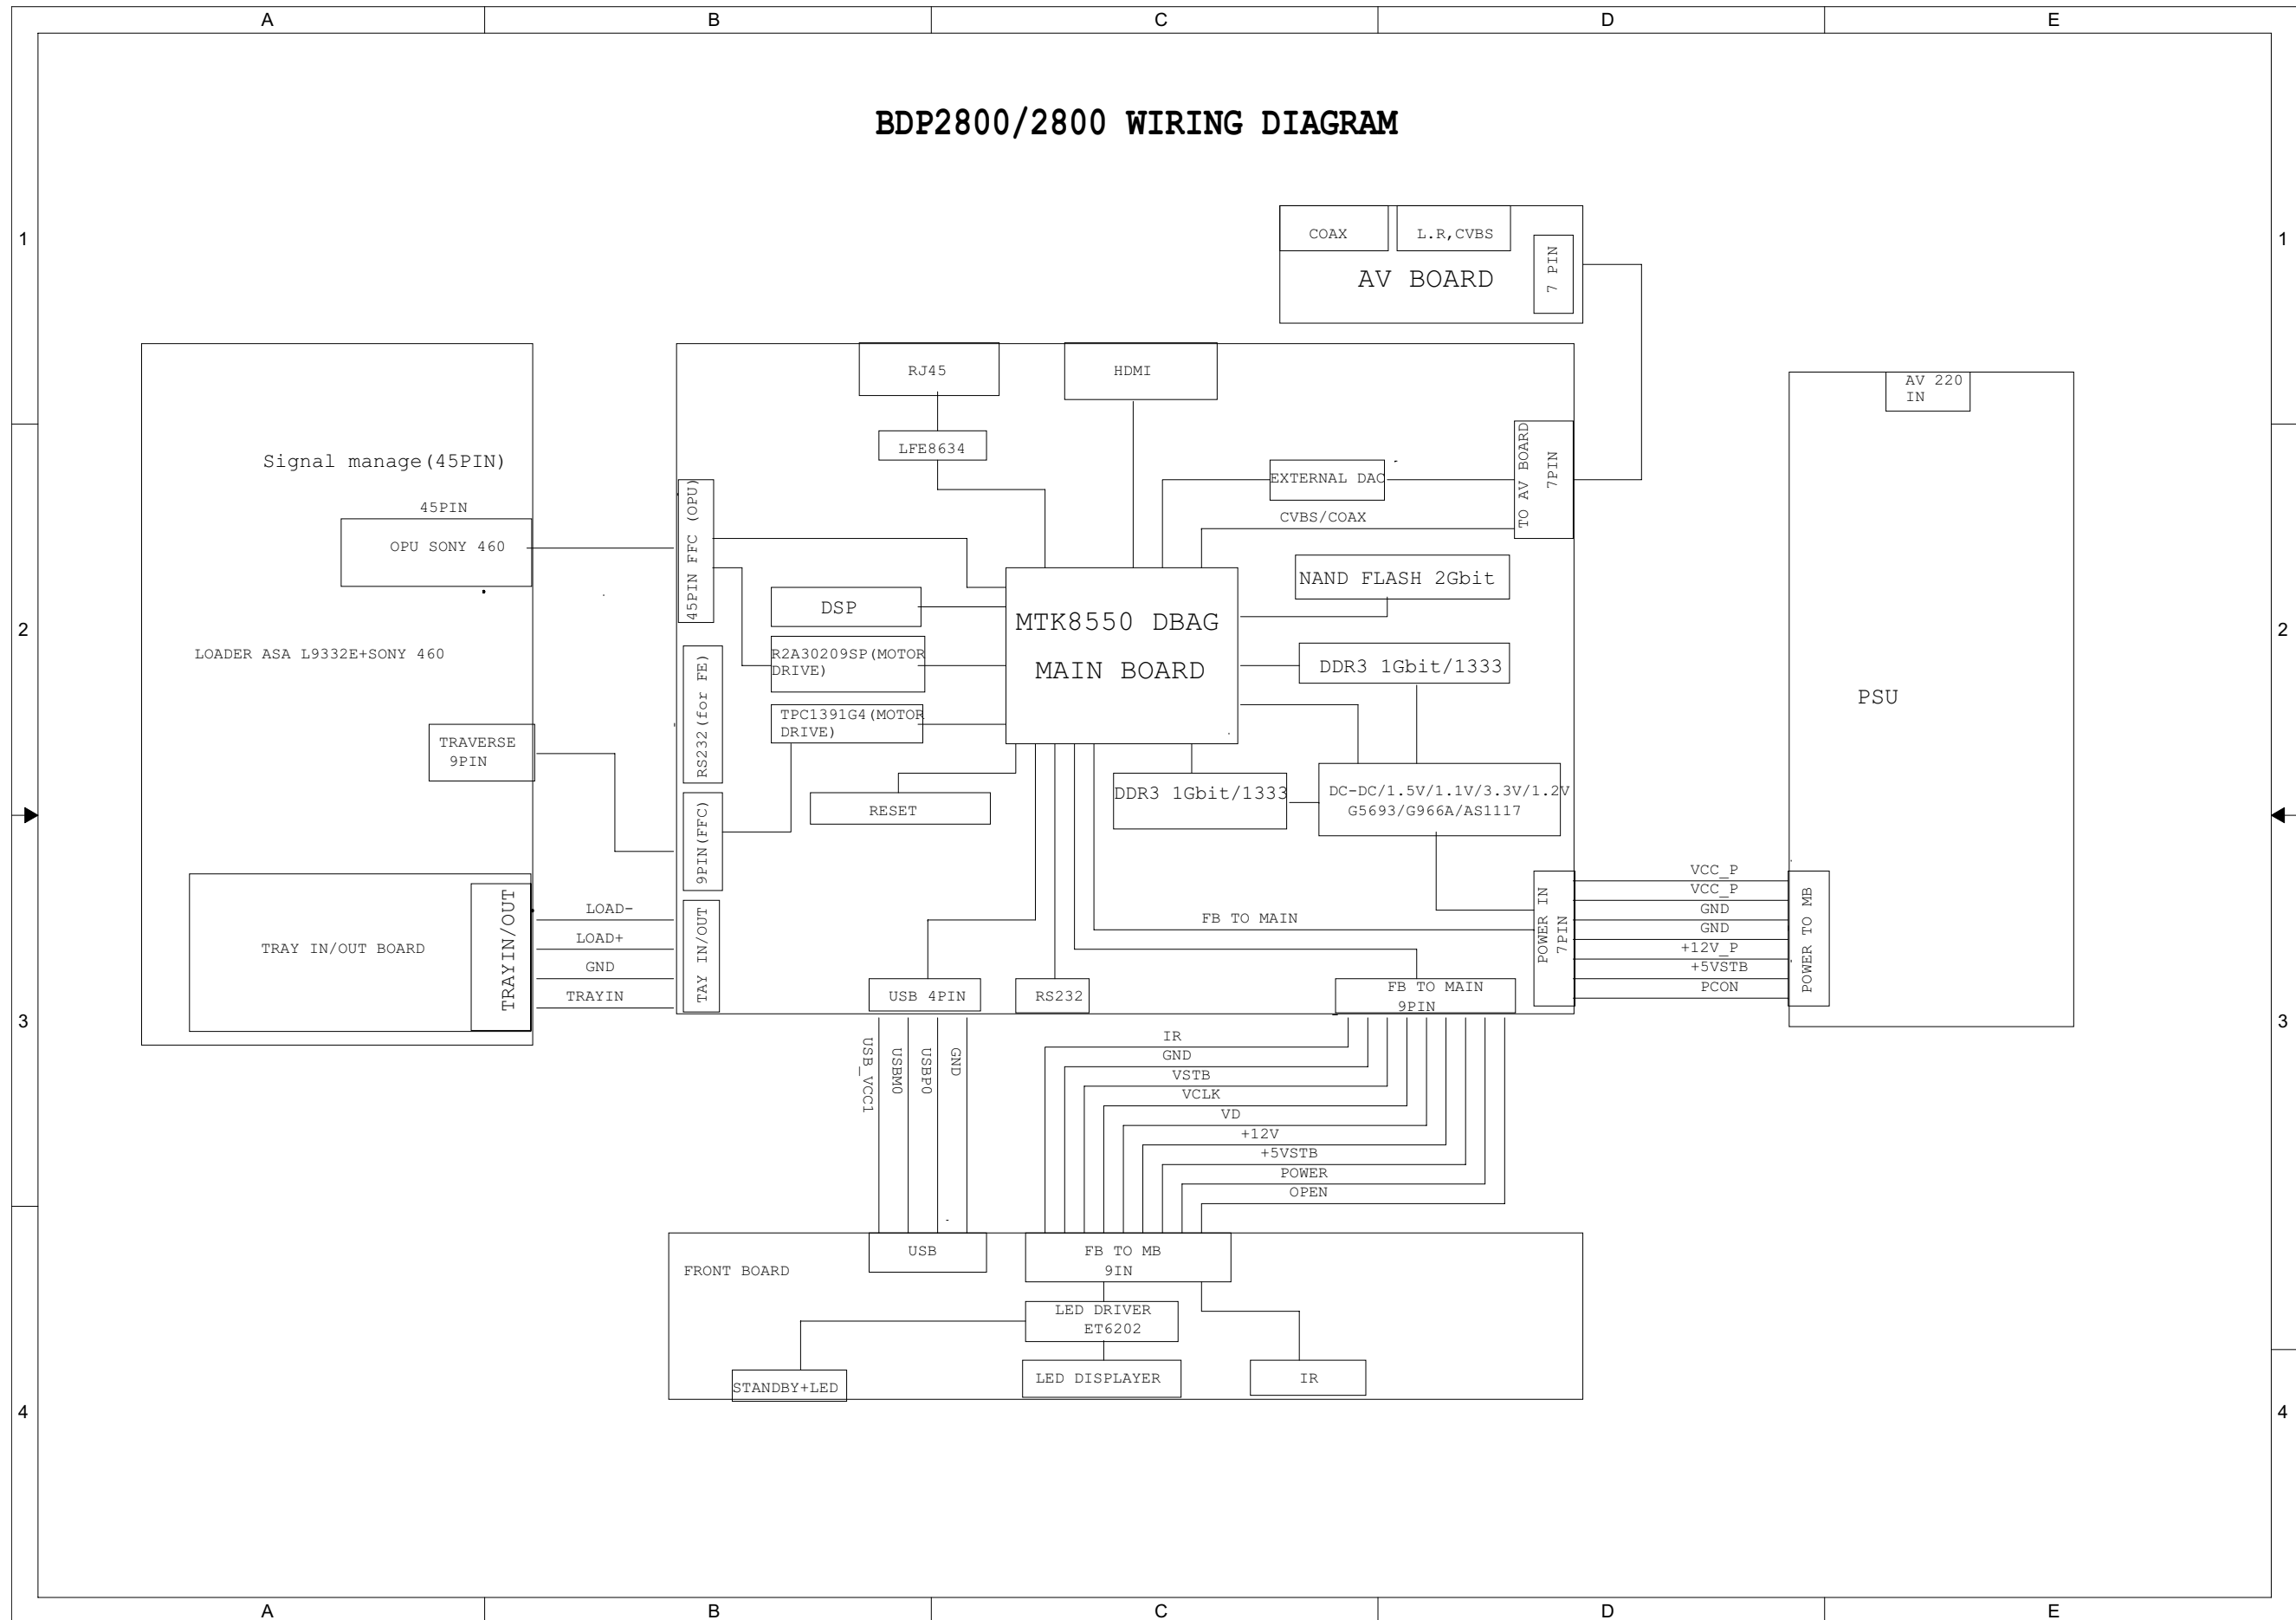 A B C D E
BDP2800/2800 WIRING DIAGRAM
1 1
COAX
L.R,CVBS
7 PIN
AV BOARD
RJ45
HDMI
AV 220
IN
LFE8634
Signal manage(45PIN)
45PIN
OPU SONY 460
45PIN FFC (OPU)
EXTERNAL DAC
CVBS/COAX
TO AV BOARD
7PIN
NAND FLASH 2Gbit
DSP
MTK8550 DBAG
MAIN BOARD
2 2
LOADER ASA L9332E+SONY 460
R2A30209SP(MOTOR
DRIVE)
DDR3 1Gbit/1333
PSU
RS232(for FE)
TPC1391G4(MOTOR
DRIVE)
TRAVERSE
9PIN
RESET
DDR3 1Gbit/1333
DC-DC/1.5V/1.1V/3.3V/1.2V
G5693/G966A/AS1117
9PIN(FFC)
TRAY IN/OUT BOARD
TRAYIN/OUT
LOAD-
LOAD+
GND
TRAYIN
TAY IN/OUT
FB TO MAIN
POWER IN
7PIN
VCC_P
VCC_P
GND
GND
+12V_P
+5VSTB
PCON
POWER TO MB
USB 4PIN
RS232
FB TO MAIN
9PIN
3 3
USB_VCC1
USBM0
USBP0
GND
IR
GND
VSTB
VCLK
VD
+12V
+5VSTB
POWER
OPEN
USB
FB TO MB
9IN
FRONT BOARD
LED DRIVER
ET6202
STANDBY+LED
LED DISPLAYER
IR
4 4
A B C D E